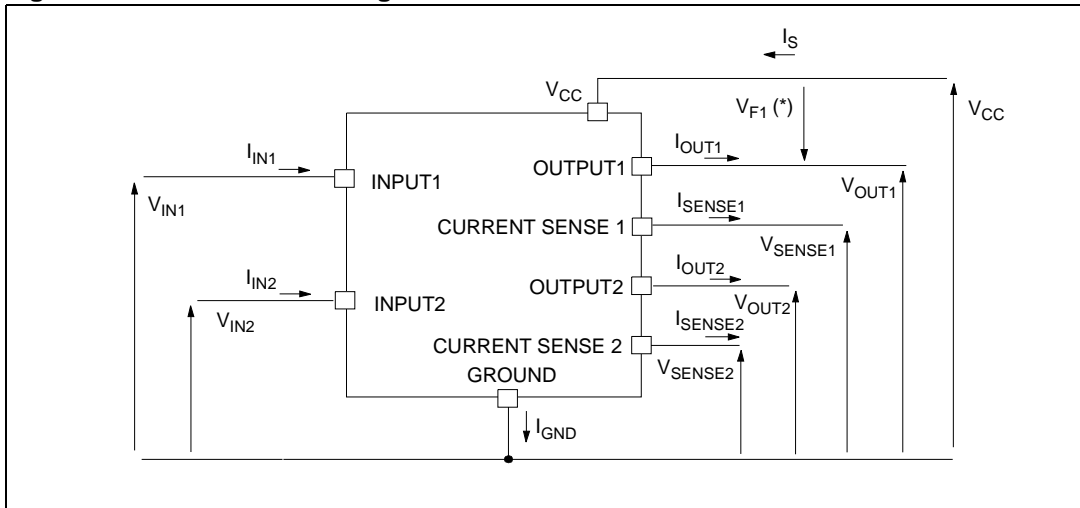 I_S
V_CC
V_F1 (*)
V_CC
I_IN1
I_OUT1
INPUT1
OUTPUT1
V_IN1
V_OUT1
I_SENSE1
CURRENT SENSE 1
V_SENSE1
I_IN2
I_OUT2
INPUT2
OUTPUT2
V_IN2
V_OUT2
I_SENSE2
CURRENT SENSE 2
V_SENSE2
GROUND
I_GND